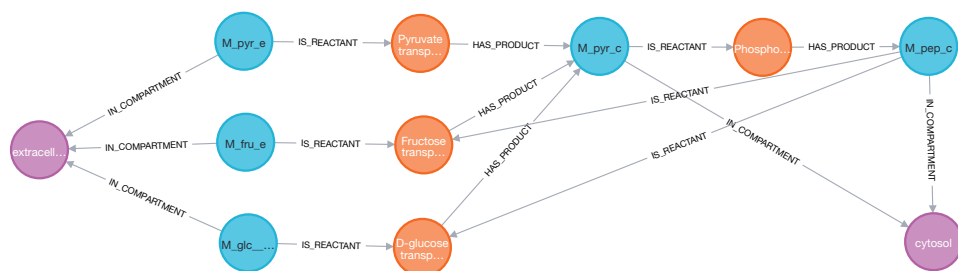 M_pyr_e
IS_REACTANT
Pyruvate
transp...
HAS_PRODUCT
M_pyr_c
IS_REACTANT
Phospho...
HAS_PRODUCT
M_pep_c
IN_COMPARTMENT
HAS_PRODUCT
IS_REACTANT
IN_COMPARTMENT
extracell...
IN_COMPARTMENT
M_fru_e
IS_REACTANT
Fructose
transp...
HAS_PRODUCT
IS_REACTANT
IN_COMPARTMENT
IN_COMPARTMENT
M_glc__...
IS_REACTANT
D-glucose
transp...
cytosol